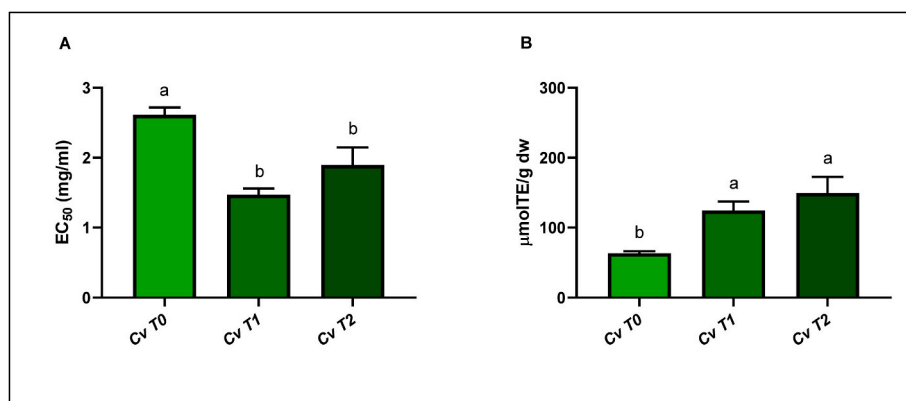 A
EC50 (mg/ml)
3
2
1
0
a
b
b
Cv T0
Cv T1
Cv T2
B
μmolTE/g dw
300
200
100
0
b
a
a
Cv T0
Cv T1
Cv T2